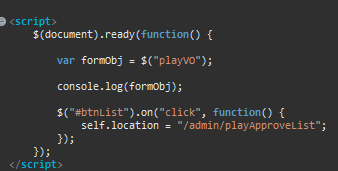 <script>
$(document).ready(function() {
var formObj = $("playVO");
console.log(formObj);
$("#btnList").on("click", function() {
self.location = "/admin/playApproveList";
});
});
</script>